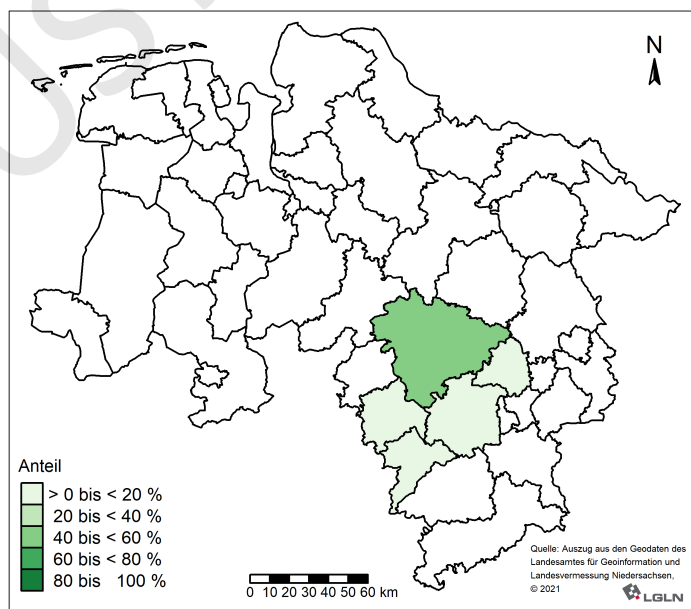 N
Anteil
> 0 bis < 20 %
20 bis < 40 %
40 bis < 60 %
60 bis < 80 %
80 bis 100 %
0 10 20 30 40 50 60 km
Quelle: Auszug aus den Geodaten des
Landesamtes für Geoinformation und
Landesvermessung Niedersachsen,
© 2021
LGLN